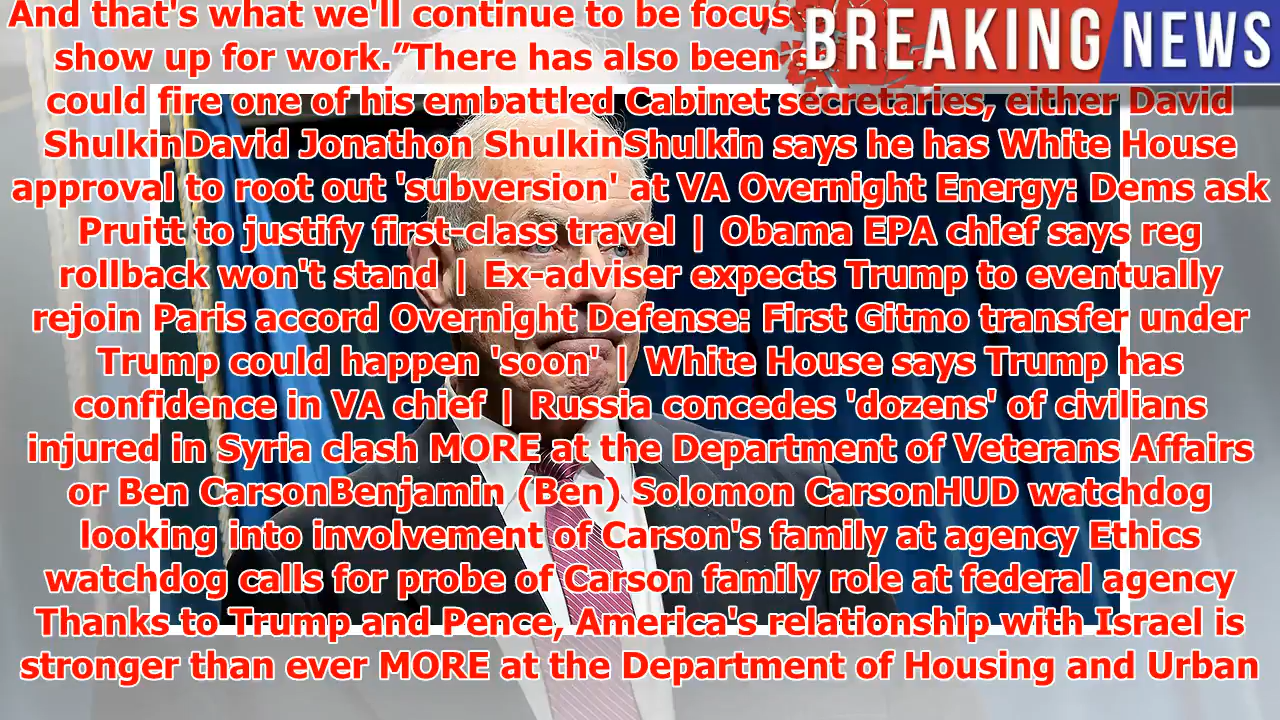 And that's what we'll continue to be focus
BREAKING NEWS
show up for work.”There has also been s
could fire one of his embattled Cabinet secretaries, either David
ShulkinDavid Jonathon ShulkinShulkin says he has White House
approval to root out 'subversion' at VA Overnight Energy: Dems ask
Pruitt to justify first-class travel | Obama EPA chief says reg
rollback won't stand | Ex-adviser expects Trump to eventually
rejoin Paris accord Overnight Defense: First Gitmo transfer under
Trump could happen 'soon' | White House says Trump has
confidence in VA chief | Russia concedes 'dozens' of civilians
injured in Syria clash MORE at the Department of Veterans Affairs
or Ben CarsonBenjamin (Ben) Solomon CarsonHUD watchdog
looking into involvement of Carson's family at agency Ethics
watchdog calls for probe of Carson family role at federal agency
Thanks to Trump and Pence, America's relationship with Israel is
stronger than ever MORE at the Department of Housing and Urban